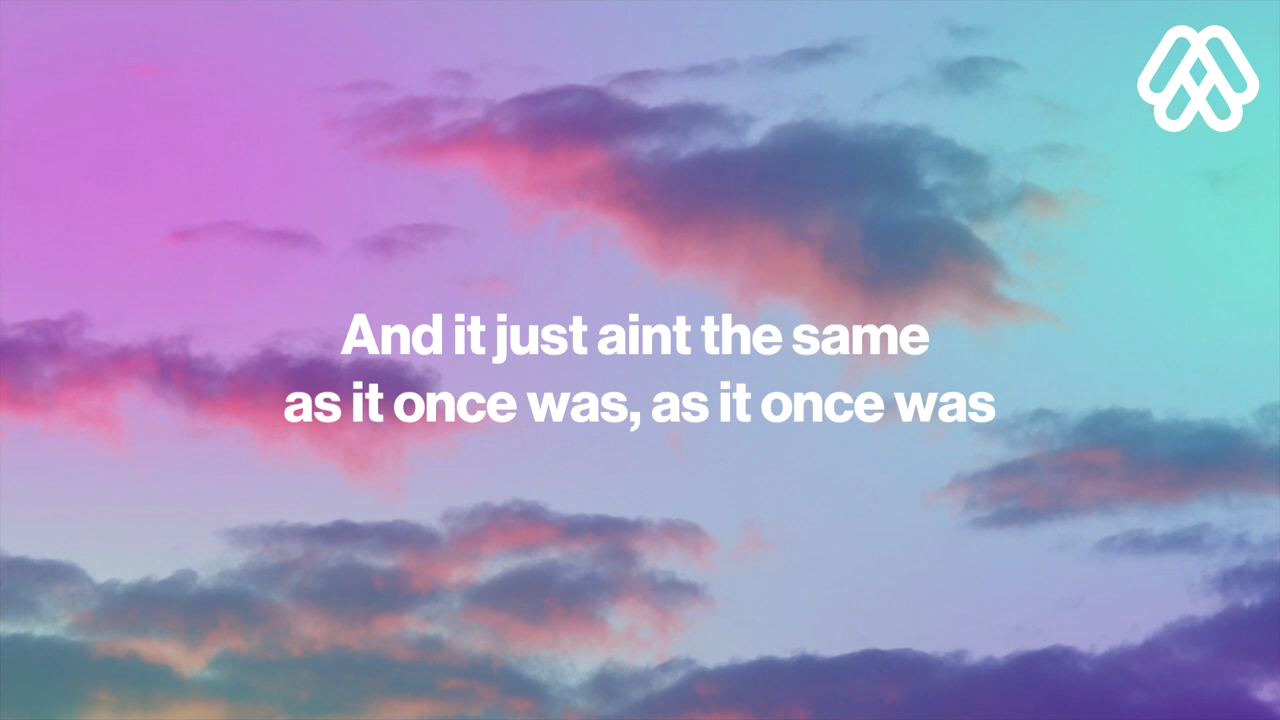 And it just aint the same
as it once was, as it once was